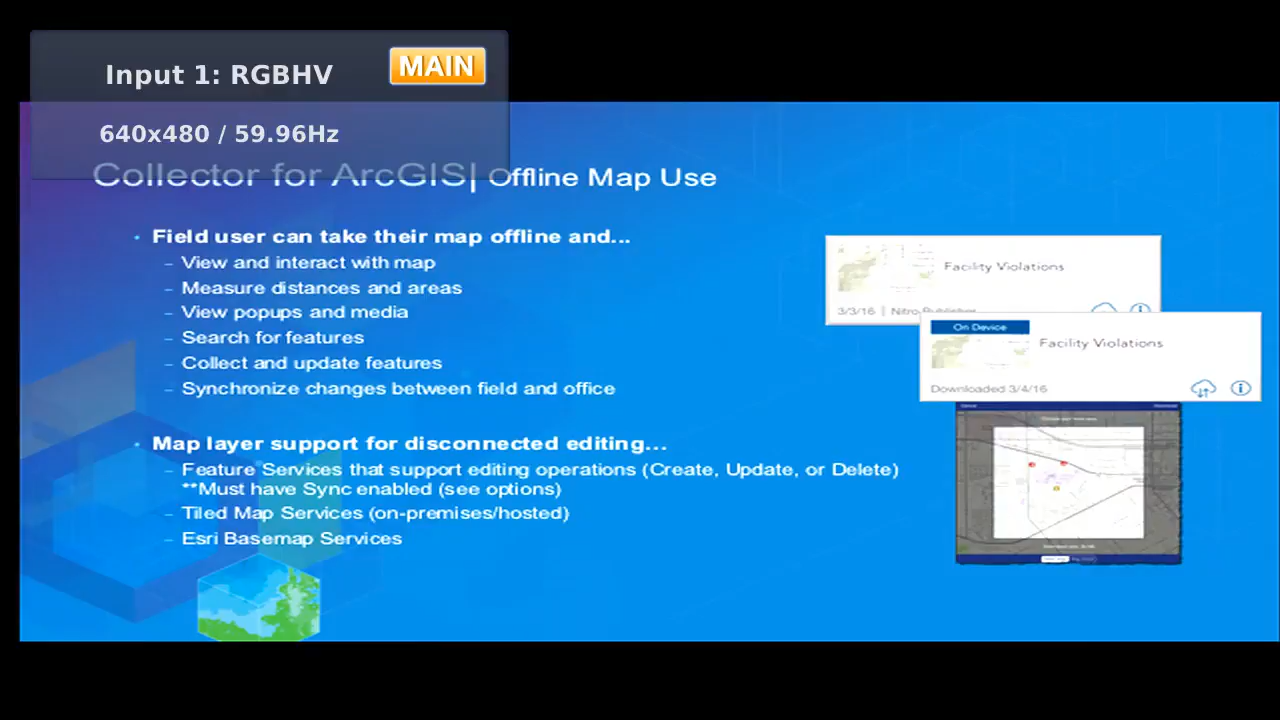 Input 1: RGBHV
MAIN
640x480 / 59.96Hz
Collector for ArcGIS| Offline Map Use
• Field user can take their map offline and...
– View and interact with map
– Measure distances and areas
– View popups and media
– Search for features
– Collect and update features
– Synchronize changes between field and office
• Map layer support for disconnected editing...
– Feature Services that support editing operations (Create, Update, or Delete)
**Must have Sync enabled (see options)
– Tiled Map Services (on-premises/hosted)
– Esri Basemap Services
Facility Violations
3/3/16 | Nitro Publisher
On Device
Facility Violations
Downloaded 3/4/16